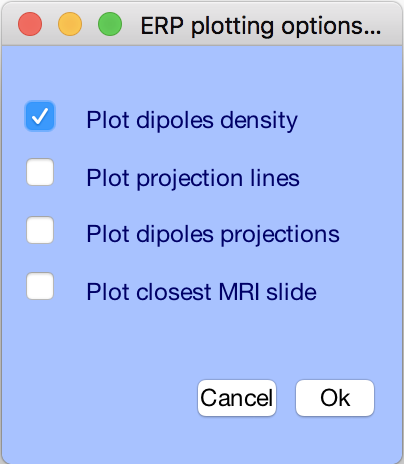 ERP plotting options...
Plot dipoles density
Plot projection lines
Plot dipoles projections
Plot closest MRI slide
Cancel Ok